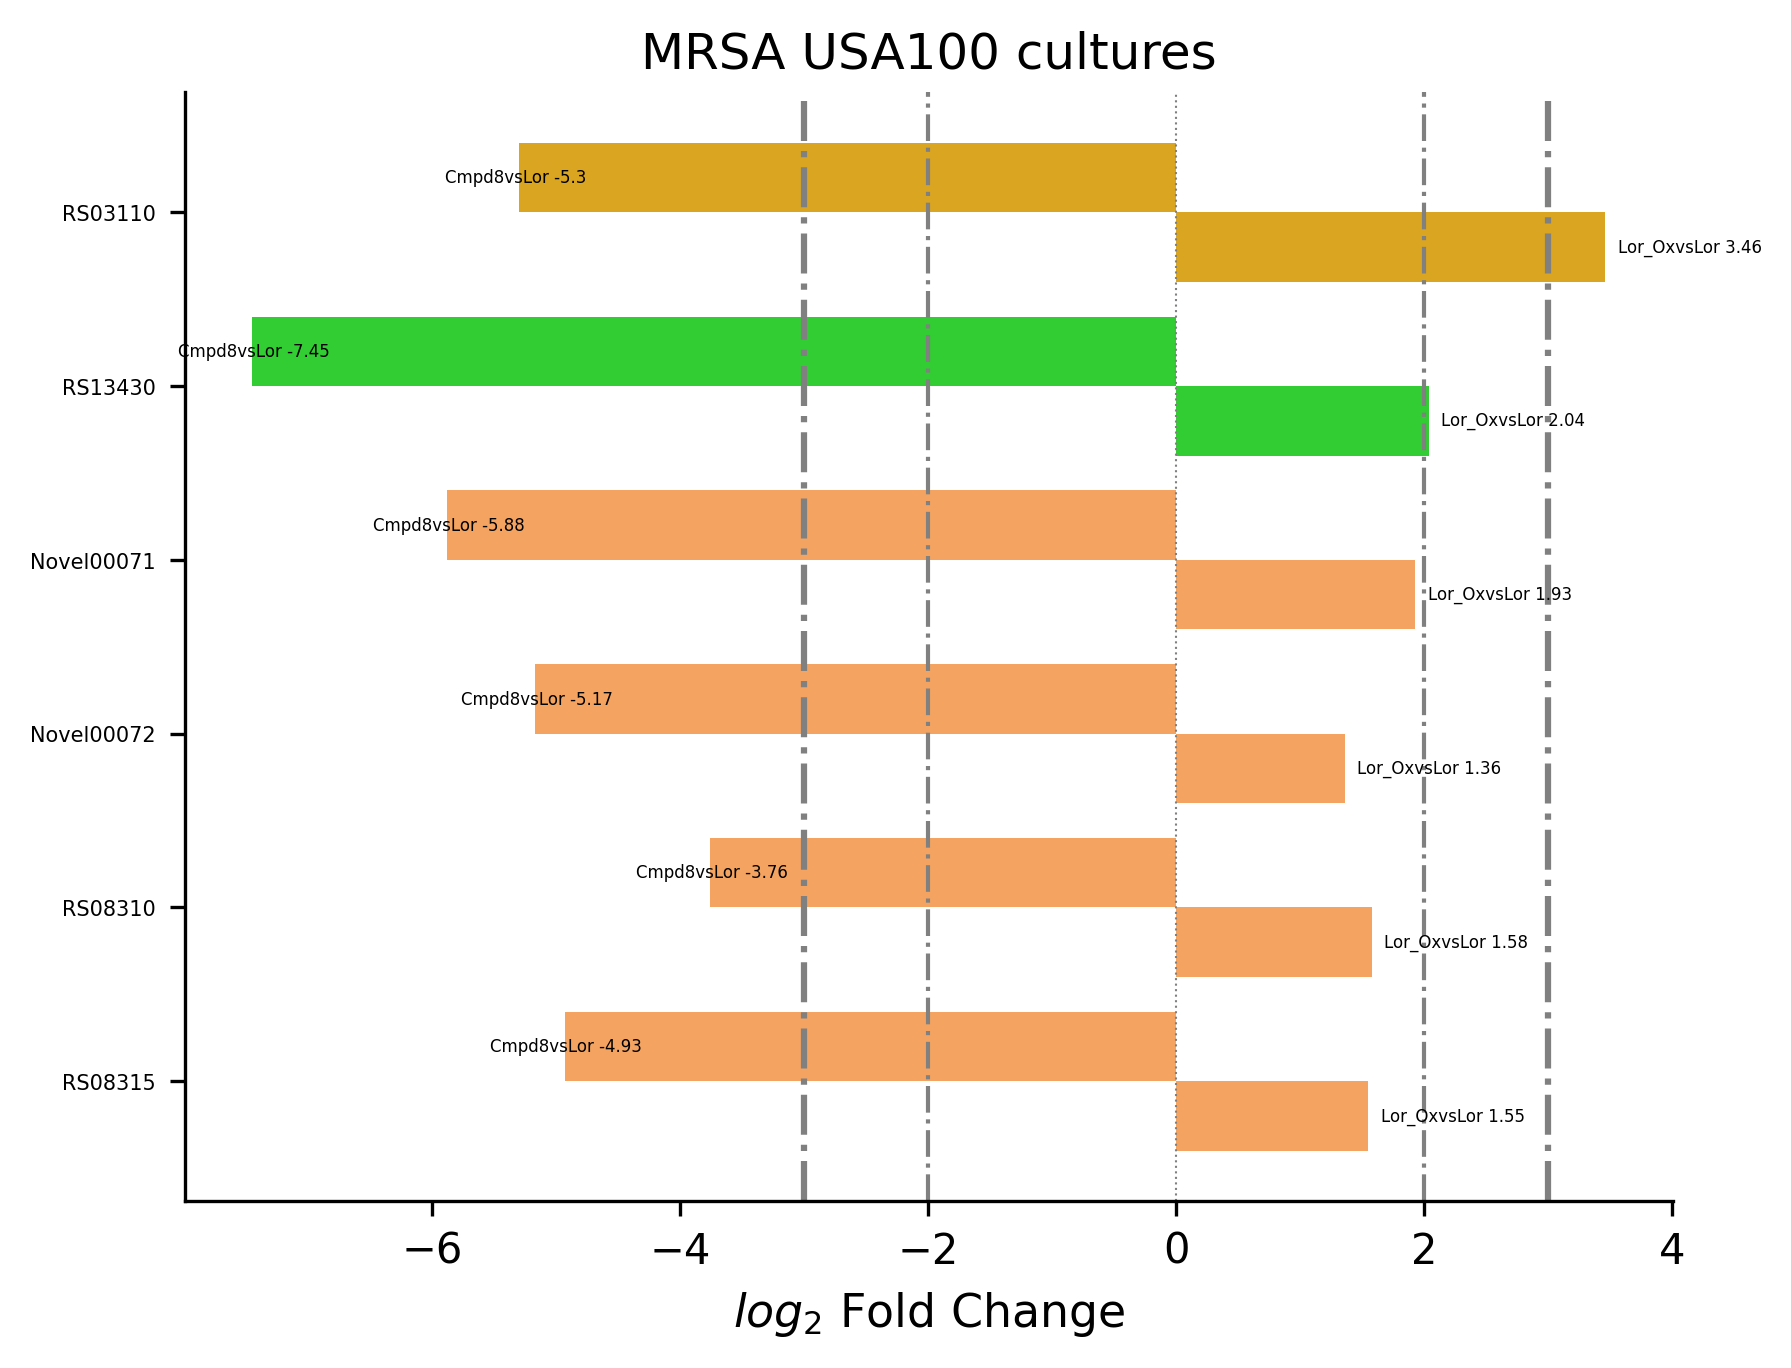 MRSA USA100 cultures
Cmpd8vsLor -5.3
RS03110
Lor_OxvsLor 3.46
Cmpd8vsLor -7.45
RS13430
Lor_OxvsLor 2.04
Cmpd8vsLor -5.88
Novel00071
Lor_OxvsLor 1.93
Cmpd8vsLor -5.17
Novel00072
Lor_OxvsLor 1.36
Cmpd8vsLor -3.76
RS08310
Lor_OxvsLor 1.58
Cmpd8vsLor -4.93
RS08315
Lor_OxvsLor 1.55
−6 −4 −2 0 2 4
log₂ Fold Change